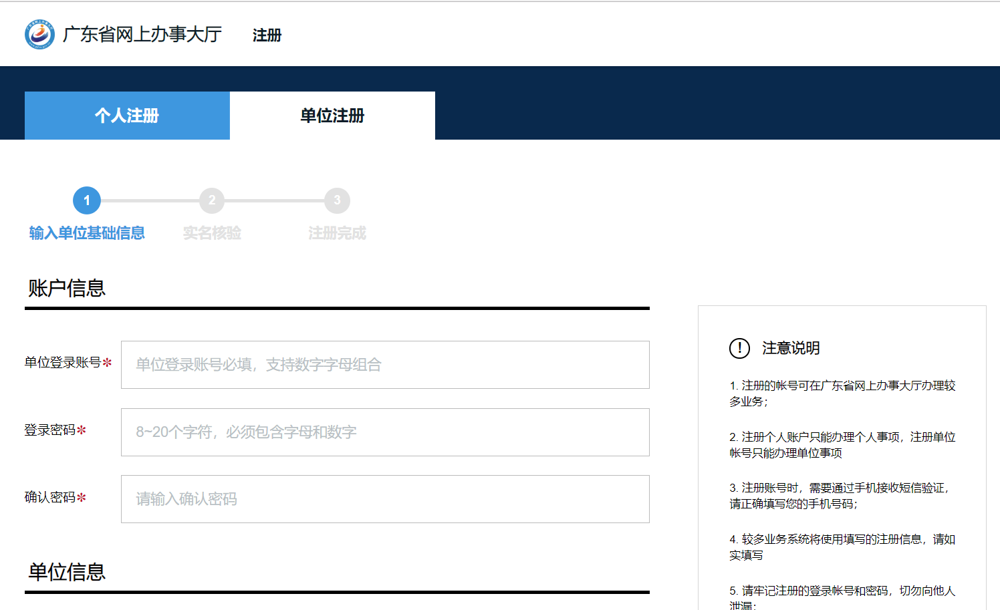 广东省网上办事大厅 注册
个人注册 单位注册
1 2 3
输入单位基础信息 实名核验 注册完成
账户信息
单位登录账号* 单位登录账号必填，支持数字字母组合
登录密码* 8~20个字符，必须包含字母和数字
确认密码* 请输入确认密码
单位信息
! 注意说明
1. 注册的帐号可在广东省网上办事大厅办理较
多业务；
2. 注册个人账户只能办理个人事项，注册单位
帐号只能办理单位事项
3. 注册账号时，需要通过手机接收短信验证，
请正确填写您的手机号码；
4. 较多业务系统将使用填写的注册信息，请如
实填写
5. 请牢记注册的登录帐号和密码，切勿向他人
泄漏；